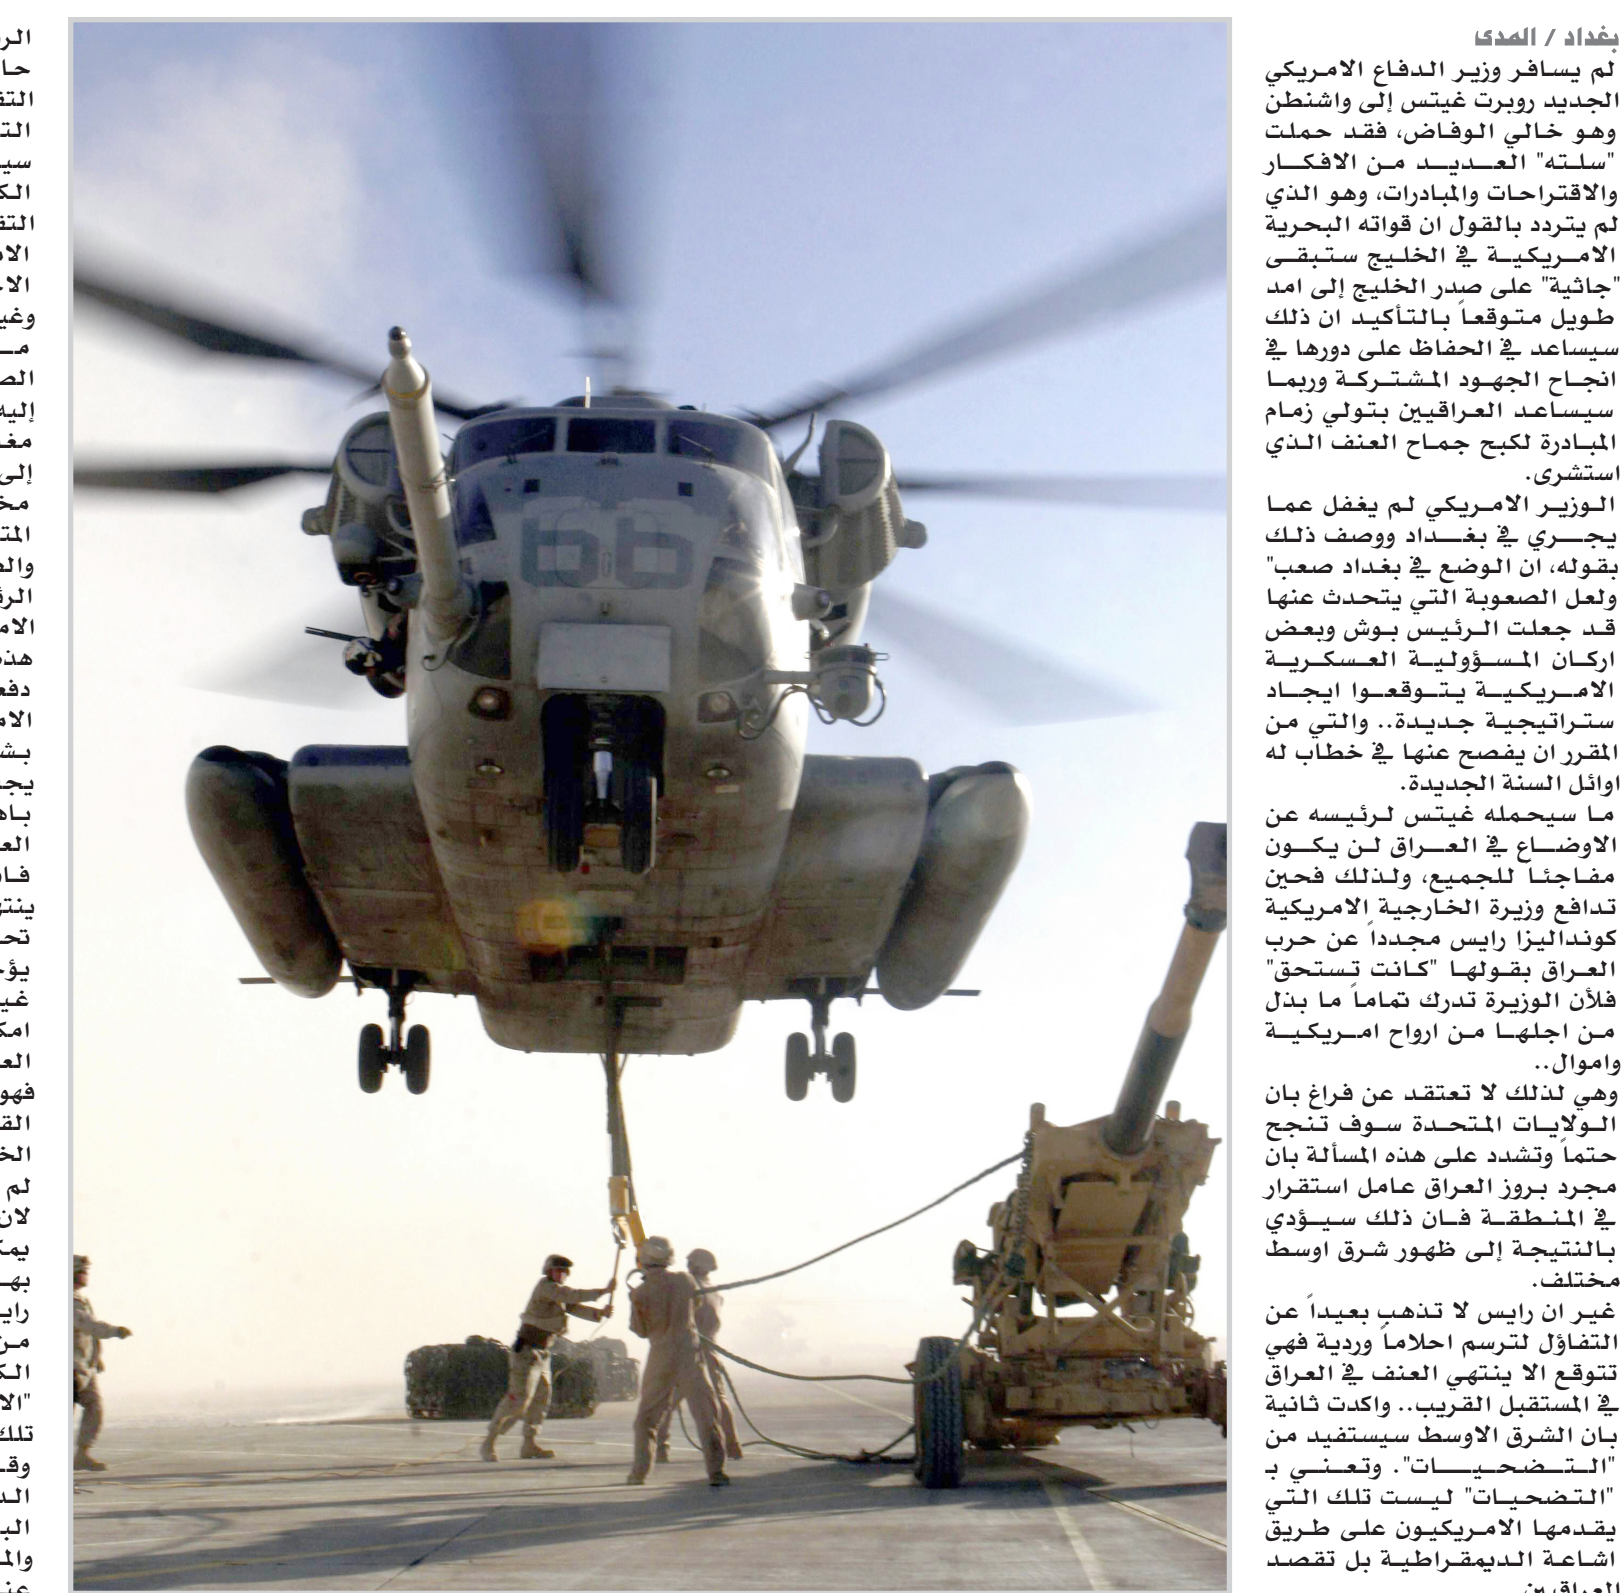 بغداد / المدى
لم يسافر وزير الدفاع الامريكي
الجديد روبرت غيتس إلى واشنطن
وهو خالي الوفاض، فقد حملت
"سلته" العديد من الافكار
والاقتراحات والمبادرات، وهو الذي
لم يتردد بالقول ان قواته البحرية
الامريكية في الخليج ستبقى
"جاثية" على صدر الخليج إلى امد
طويل متوقعاً بالتأكيد ان ذلك
سيساعد في الحفاظ على دورها في
انجاح الجهود المشتركة وربما
سيساعد العراقيين بتولي زمام
المبادرة لكبح جماح العنف الذي
استشرى.
الوزير الامريكي لم يغفل عما
يجري في بغداد ووصف ذلك
بقوله، ان الوضع في بغداد صعب"
ولعل الصعوبة التي يتحدث عنها
قد جعلت الرئيس بوش وبعض
اركان المسؤولية العسكرية
الامريكية يتوقعوا ايجاد
ستراتيجية جديدة.. والتي من
المقرر ان يفصح عنها في خطاب له
اوائل السنة الجديدة.
ما سيحمله غيتس لرئيسه عن
الاوضاع في العراق لن يكون
مفاجئا للجميع، ولذلك فحين
تدافع وزيرة الخارجية الامريكية
كونداليزا رايس مجدداً عن حرب
العراق بقولها "كانت تستحق"
فلأن الوزيرة تدرك تماماً ما بذل
من اجلها من ارواح امريكية
واموال..
وهي لذلك لا تعتقد عن فراغ بان
الولايات المتحدة سوف تنجح
حتماً وتشدد على هذه المسألة بان
مجرد بروز العراق عامل استقرار
في المنطقة فان ذلك سيؤدي
بالنتيجة إلى ظهور شرق اوسط
مختلف.
غير ان رايس لا تذهب بعيداً عن
التفاؤل لترسم احلاماً وردية فهي
تتوقع الا ينتهي العنف في العراق
في المستقبل القريب.. واكدت ثانية
بان الشرق الاوسط سيستفيد من
"التضحيات". وتعني بـ
"التضحيات" ليست تلك التي
يقدمها الامريكيون على طريق
اشاعة الديمقراطية بل تقصد
العراقيين
66